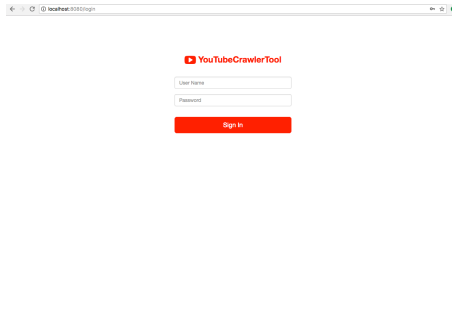 localhost:8080/login
YouTubeCrawlerTool
User Name
Password
Sign in